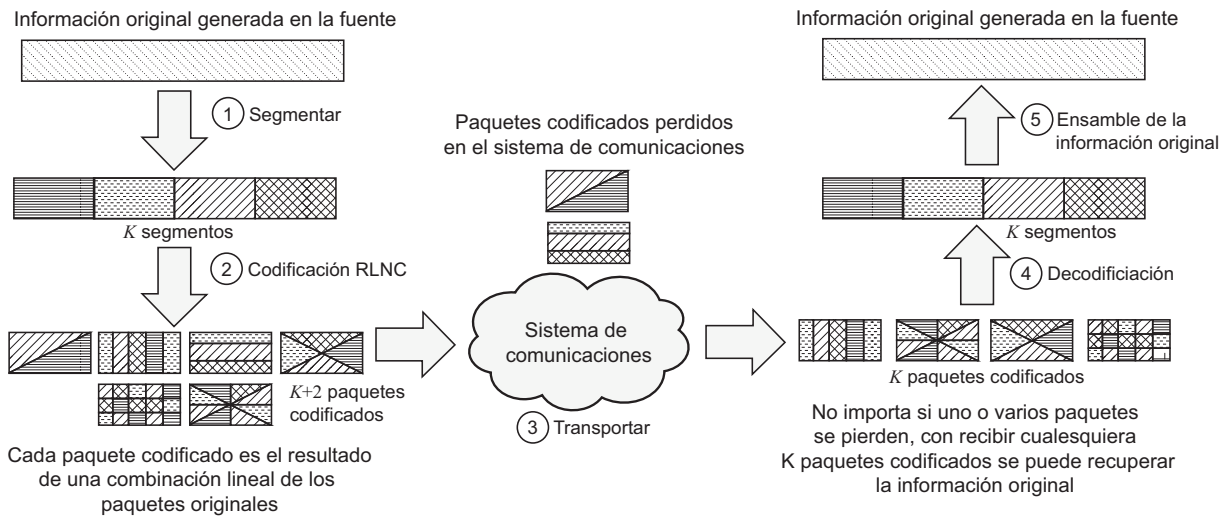 Información original generada en la fuente
1 Segmentar
K segmentos
2 Codificación RLNC
K+2 paquetes
codificados
Cada paquete codificado es el resultado
de una combinación lineal de los
paquetes originales
Paquetes codificados perdidos
en el sistema de comunicaciones
Sistema de
comunicaciones
3 Transportar
Información original generada en la fuente
5 Ensamble de la
información original
K segmentos
4 Decodificiación
K paquetes codificados
No importa si uno o varios paquetes
se pierden, con recibir cualesquiera
K paquetes codificados se puede recuperar
la información original